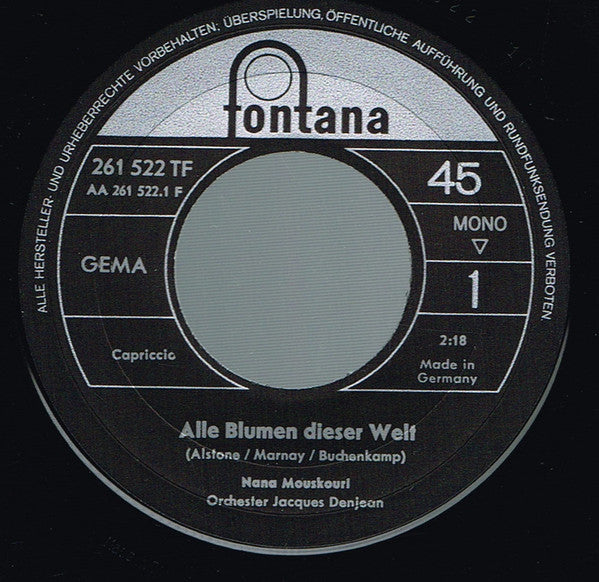 ALLE HERSTELLER- UND URHEBERRECHTE VORBEHALTEN: ÜBERSPIELUNG, ÖFFENTLICHE AUFFÜHRUNG UND RUNDFUNKSENDUNG VERBOTEN
fontana
261 522 TF
AA 261 522.1 F
45
MONO
▽
GEMA
1
Capriccio
2:18
Made in
Germany
Alle Blumen dieser Welt
(Alstone / Marnay / Buchenkamp)
Nana Mouskouri
Orchester Jacques Denjean